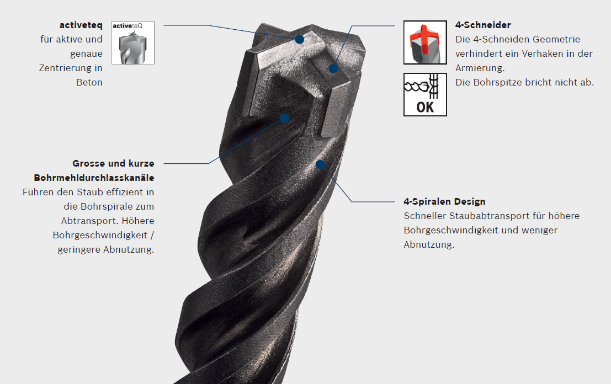 activeteq
für aktive und
genaue
Zentrierung in
Beton
activeteQ
4-Schneider
Die 4-Schneiden Geometrie
verhindert ein Verhaken in der
Armierung.
Die Bohrspitze bricht nicht ab.
OK
Grosse und kurze
Bohrmehldurchlasskanäle
Führen den Staub effizient in
die Bohrspirale zum
Abtransport. Höhere
Bohrgeschwindigkeit /
geringere Abnutzung.
4-Spiralen Design
Schneller Staubabtransport für höhere
Bohrgeschwindigkeit und weniger
Abnutzung.